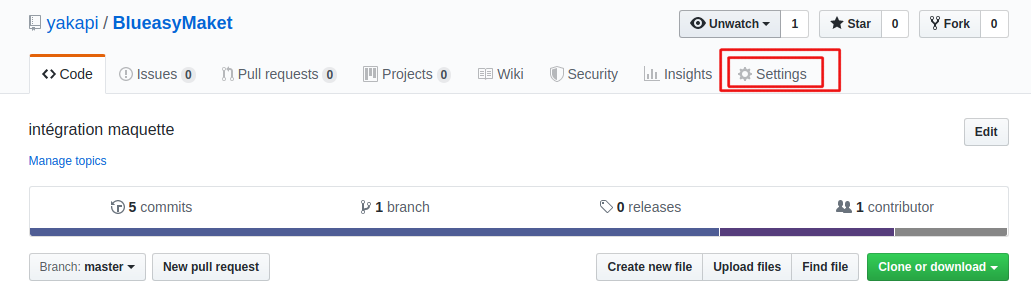 yakapi / BlueasyMaket Unwatch 1 Star 0 Fork 0
Code Issues 0 Pull requests 0 Projects 0 Wiki Security Insights Settings
intégration maquette Edit
Manage topics
5 commits 1 branch 0 releases 1 contributor
Branch: master New pull request Create new file Upload files Find file Clone or download